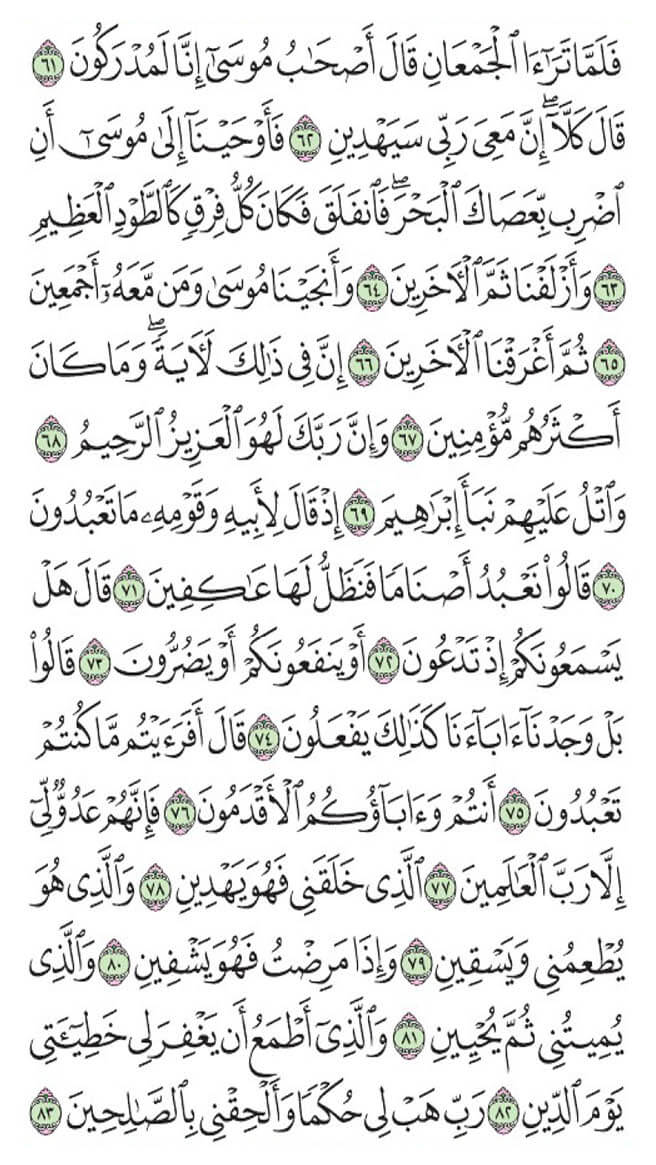 فَلَمَّا تَرَٰٓءَا ٱلْجَمْعَانِ قَالَ أَصْحَٰبُ مُوسَىٰٓ إِنَّا لَمُدْرَكُونَ ٦١
قَالَ كَلَّآ ۖ إِنَّ مَعِىَ رَبِّى سَيَهْدِينِ ٦٢ فَأَوْحَيْنَآ إِلَىٰ مُوسَىٰٓ أَنِ
ٱضْرِب بِّعَصَاكَ ٱلْبَحْرَ ۖ فَٱنفَلَقَ فَكَانَ كُلُّ فِرْقٍ كَٱلطَّوْدِ ٱلْعَظِيمِ
٦٣ وَأَزْلَفْنَا ثَمَّ ٱلْءَاخَرِينَ ٦٤ وَأَنجَيْنَا مُوسَىٰ وَمَن مَّعَهُۥٓ أَجْمَعِينَ
٦٥ ثُمَّ أَغْرَقْنَا ٱلْءَاخَرِينَ ٦٦ إِنَّ فِى ذَٰلِكَ لَءَايَةً ۖ وَمَا كَانَ
أَكْثَرُهُم مُّؤْمِنِينَ ٦٧ وَإِنَّ رَبَّكَ لَهُوَ ٱلْعَزِيزُ ٱلرَّحِيمُ ٦٨
وَٱتْلُ عَلَيْهِمْ نَبَأَ إِبْرَٰهِيمَ ٦٩ إِذْ قَالَ لِأَبِيهِ وَقَوْمِهِۦ مَا تَعْبُدُونَ
٧٠ قَالُوا۟ نَعْبُدُ أَصْنَامًا فَنَظَلُّ لَهَا عَٰكِفِينَ ٧١ قَالَ هَلْ
يَسْمَعُونَكُمْ إِذْ تَدْعُونَ ٧٢ أَوْ يَنفَعُونَكُمْ أَوْ يَضُرُّونَ ٧٣ قَالُوا۟
بَلْ وَجَدْنَآ ءَابَآءَنَا كَذَٰلِكَ يَفْعَلُونَ ٧٤ قَالَ أَفَرَءَيْتُم مَّا كُنتُمْ
تَعْبُدُونَ ٧٥ أَنتُمْ وَءَابَآؤُكُمُ ٱلْأَقْدَمُونَ ٧٦ فَإِنَّهُمْ عَدُوٌّ لِّىٓ
إِلَّا رَبَّ ٱلْعَٰلَمِينَ ٧٧ ٱلَّذِى خَلَقَنِى فَهُوَ يَهْدِينِ ٧٨ وَٱلَّذِى هُوَ
يُطْعِمُنِى وَيَسْقِينِ ٧٩ وَإِذَا مَرِضْتُ فَهُوَ يَشْفِينِ ٨٠ وَٱلَّذِى
يُمِيتُنِى ثُمَّ يُحْيِينِ ٨١ وَٱلَّذِىٓ أَطْمَعُ أَن يَغْفِرَ لِى خَطِيٓـَٔتِى
يَوْمَ ٱلدِّينِ ٨٢ رَبِّ هَبْ لِى حُكْمًا وَأَلْحِقْنِى بِٱلصَّٰلِحِينَ ٨٣